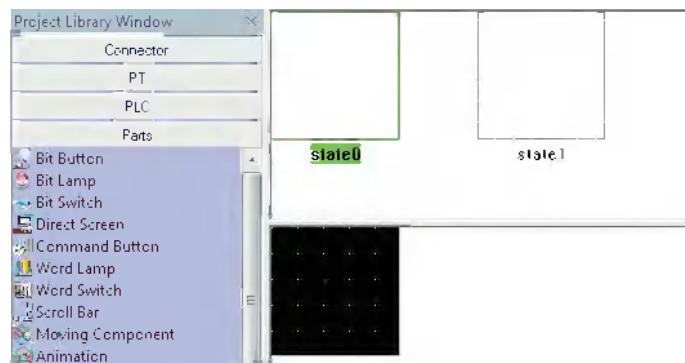 Project Library Window
Connector
PT
PLC
Parts
Bit Button
Bit Lamp
Bit Switch
Direct Screen
Command Button
Word Lamp
Word Switch
Scroll Bar
Moving Component
Animation
state0
state1